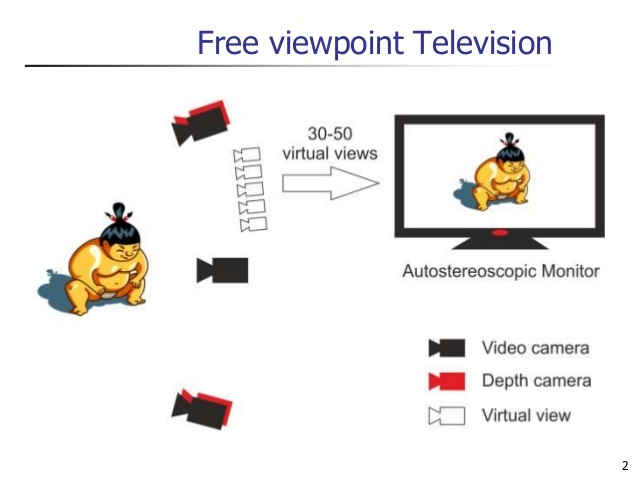 Free viewpoint Television
30-50
virtual views
Autostereoscopic Monitor
Video camera
Depth camera
Virtual view
2